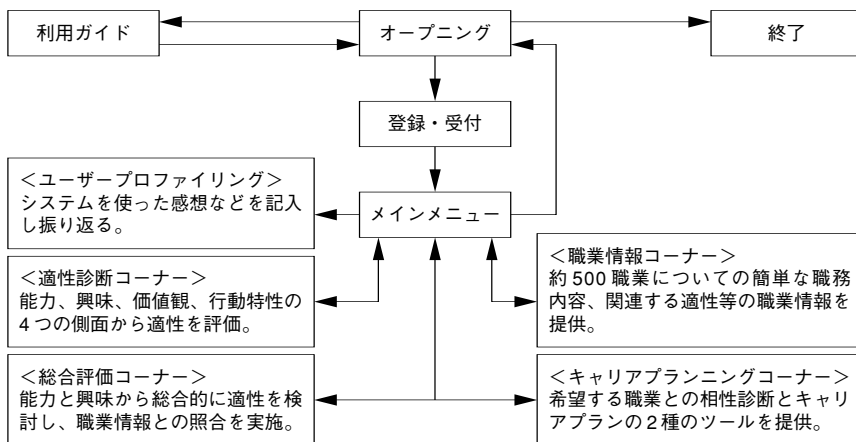 利用ガイド
オープニング
終了
登録・受付
メインメニュー
＜ユーザープロファイリング＞
システムを使った感想などを記入
し振り返る。
＜適性診断コーナー＞
能力、興味、価値観、行動特性の
4つの側面から適性を評価。
＜職業情報コーナー＞
約500職業についての簡単な職務
内容、関連する適性等の職業情報を
提供。
＜総合評価コーナー＞
能力と興味から総合的に適性を検
討し、職業情報との照合を実施。
＜キャリアプランニングコーナー＞
希望する職業との相性診断とキャリ
アプランの２種のツールを提供。